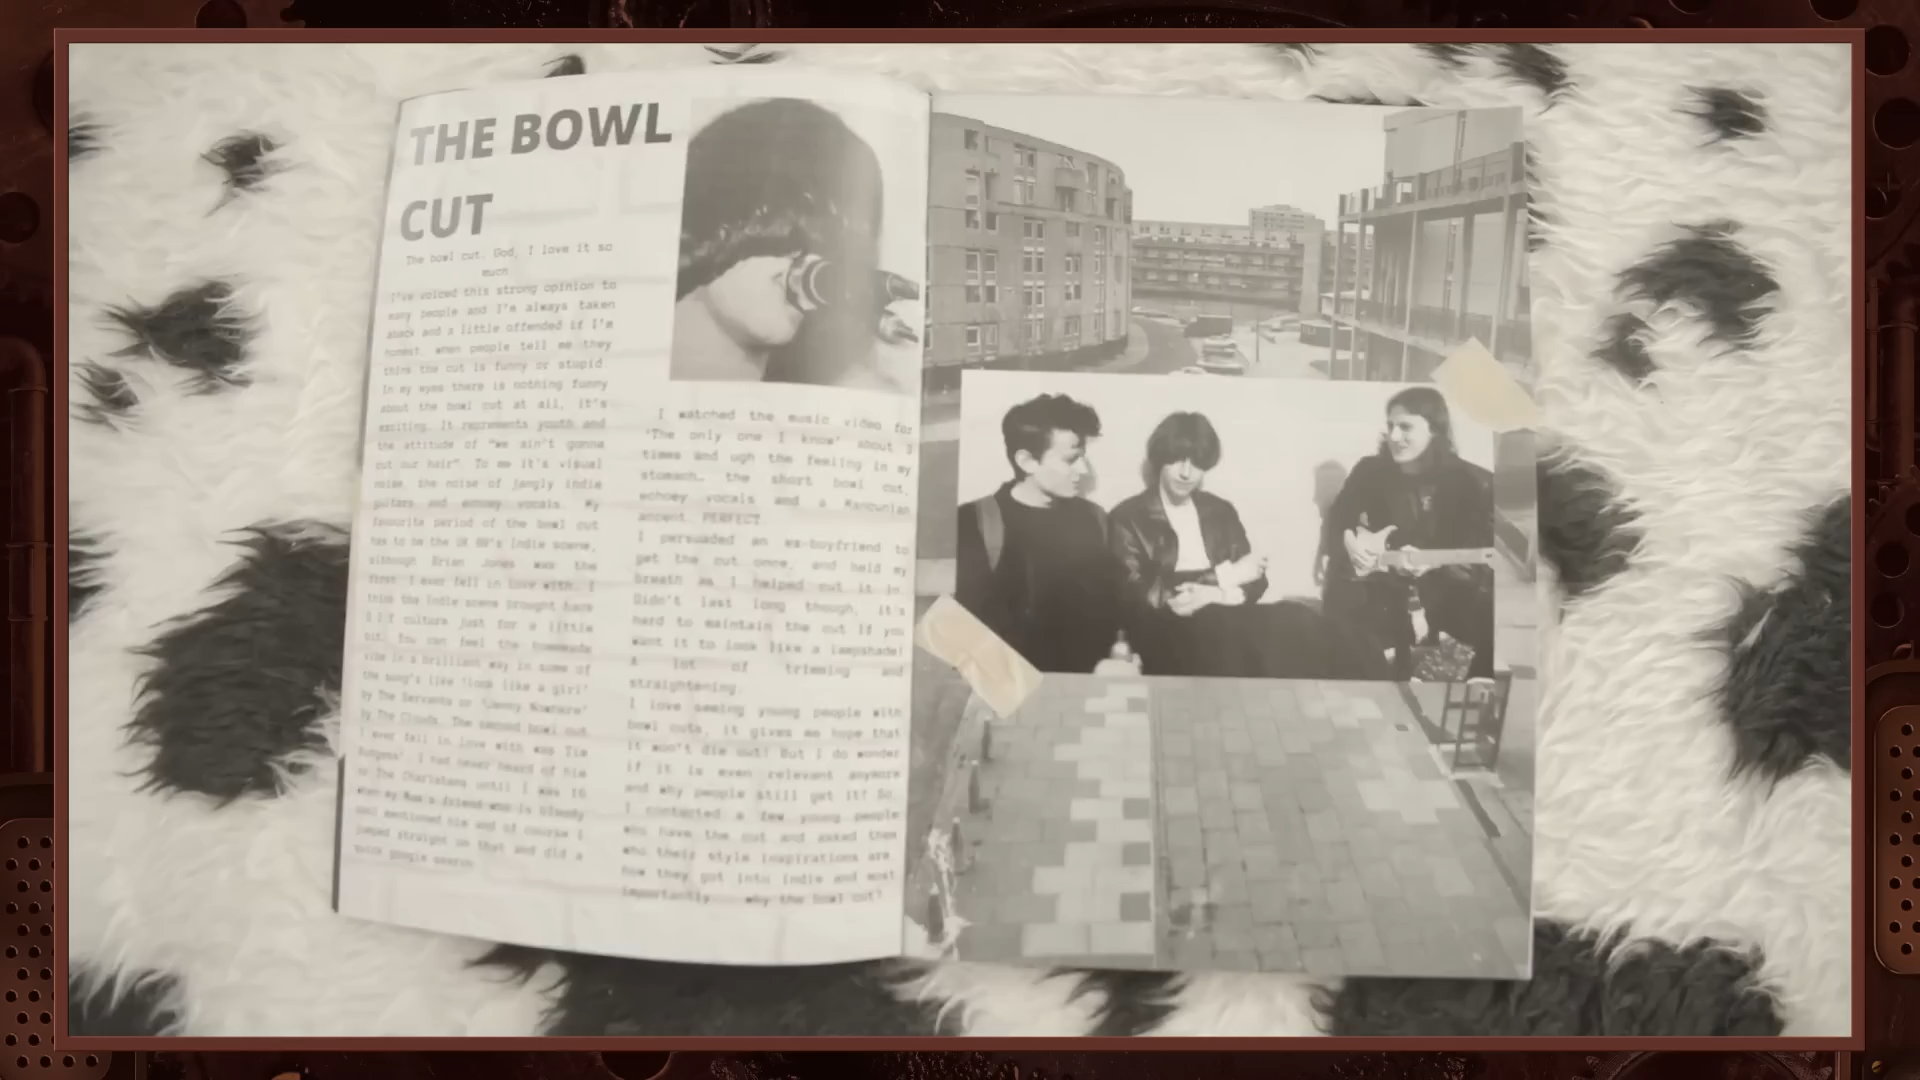 THE BOWL
CUT
The bowl cut. God, I love it so
much
I've voiced this strong opinion to
many people and I'm always taken
aback and a little offended if I'm
honest, when people tell me they
think the cut is funny or stupid.
In my eyes there is nothing funny
about the bowl cut at all, it's
exciting. It represents youth and
the attitude of "we ain't gonna
cut our hair". To me it's visual
noise, the noise of jangly indie
guitars and echoey vocals. My
favourite period of the bowl cut
has to be the UK 80's indie scene,
although Brian Jones was the
first I ever fell in love with. I
think the indie scene brought back
D.I.Y culture just for a little
bit. You can feel the homemade
vibe in a brilliant way in some of
the song's like 'look like a girl'
by The Servants or 'Jenny Nowhere'
by The Clouds. The second bowl cut
I ever fell in love with was Tim
Burgess'. I had never heard of him
or The Charlatans until I was 16
when my Mum's friend who is bloody
cool mentioned him and of course I
jumped straight on that and did a
quick google search
I watched the music video for
'The only one I know' about 3
times and ugh the feeling in my
stomach… the short bowl cut,
echoey vocals and a Mancunian
accent. PERFECT
I persuaded an ex-boyfriend to
get the cut once, and held my
breath as I helped cut it in.
Didn't last long though, it's
hard to maintain the cut if you
want it to look like a lampshade!
A lot of trimming and
straightening.
I love seeing young people with
bowl cuts, it gives me hope that
it won't die out! But I do wonder
if it is even relevant anymore
and why people still get it? So,
I contacted a few young people
who have the cut and asked them
who their style inspirations are,
how they got into indie and most
importantly why the bowl cut?